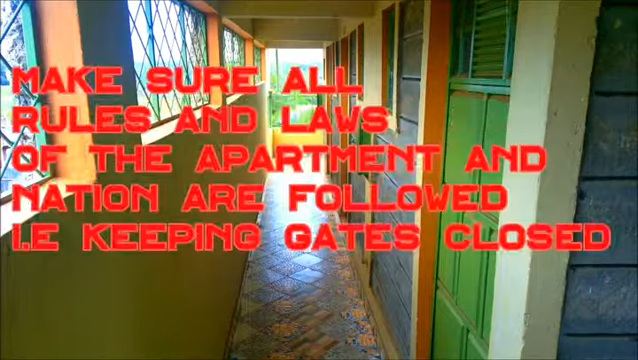 MAKE SURE ALL
RULES AND LAWS
OF THE APARTMENT AND
NATION ARE FOLLOWED
I.E KEEPING GATES CLOSED